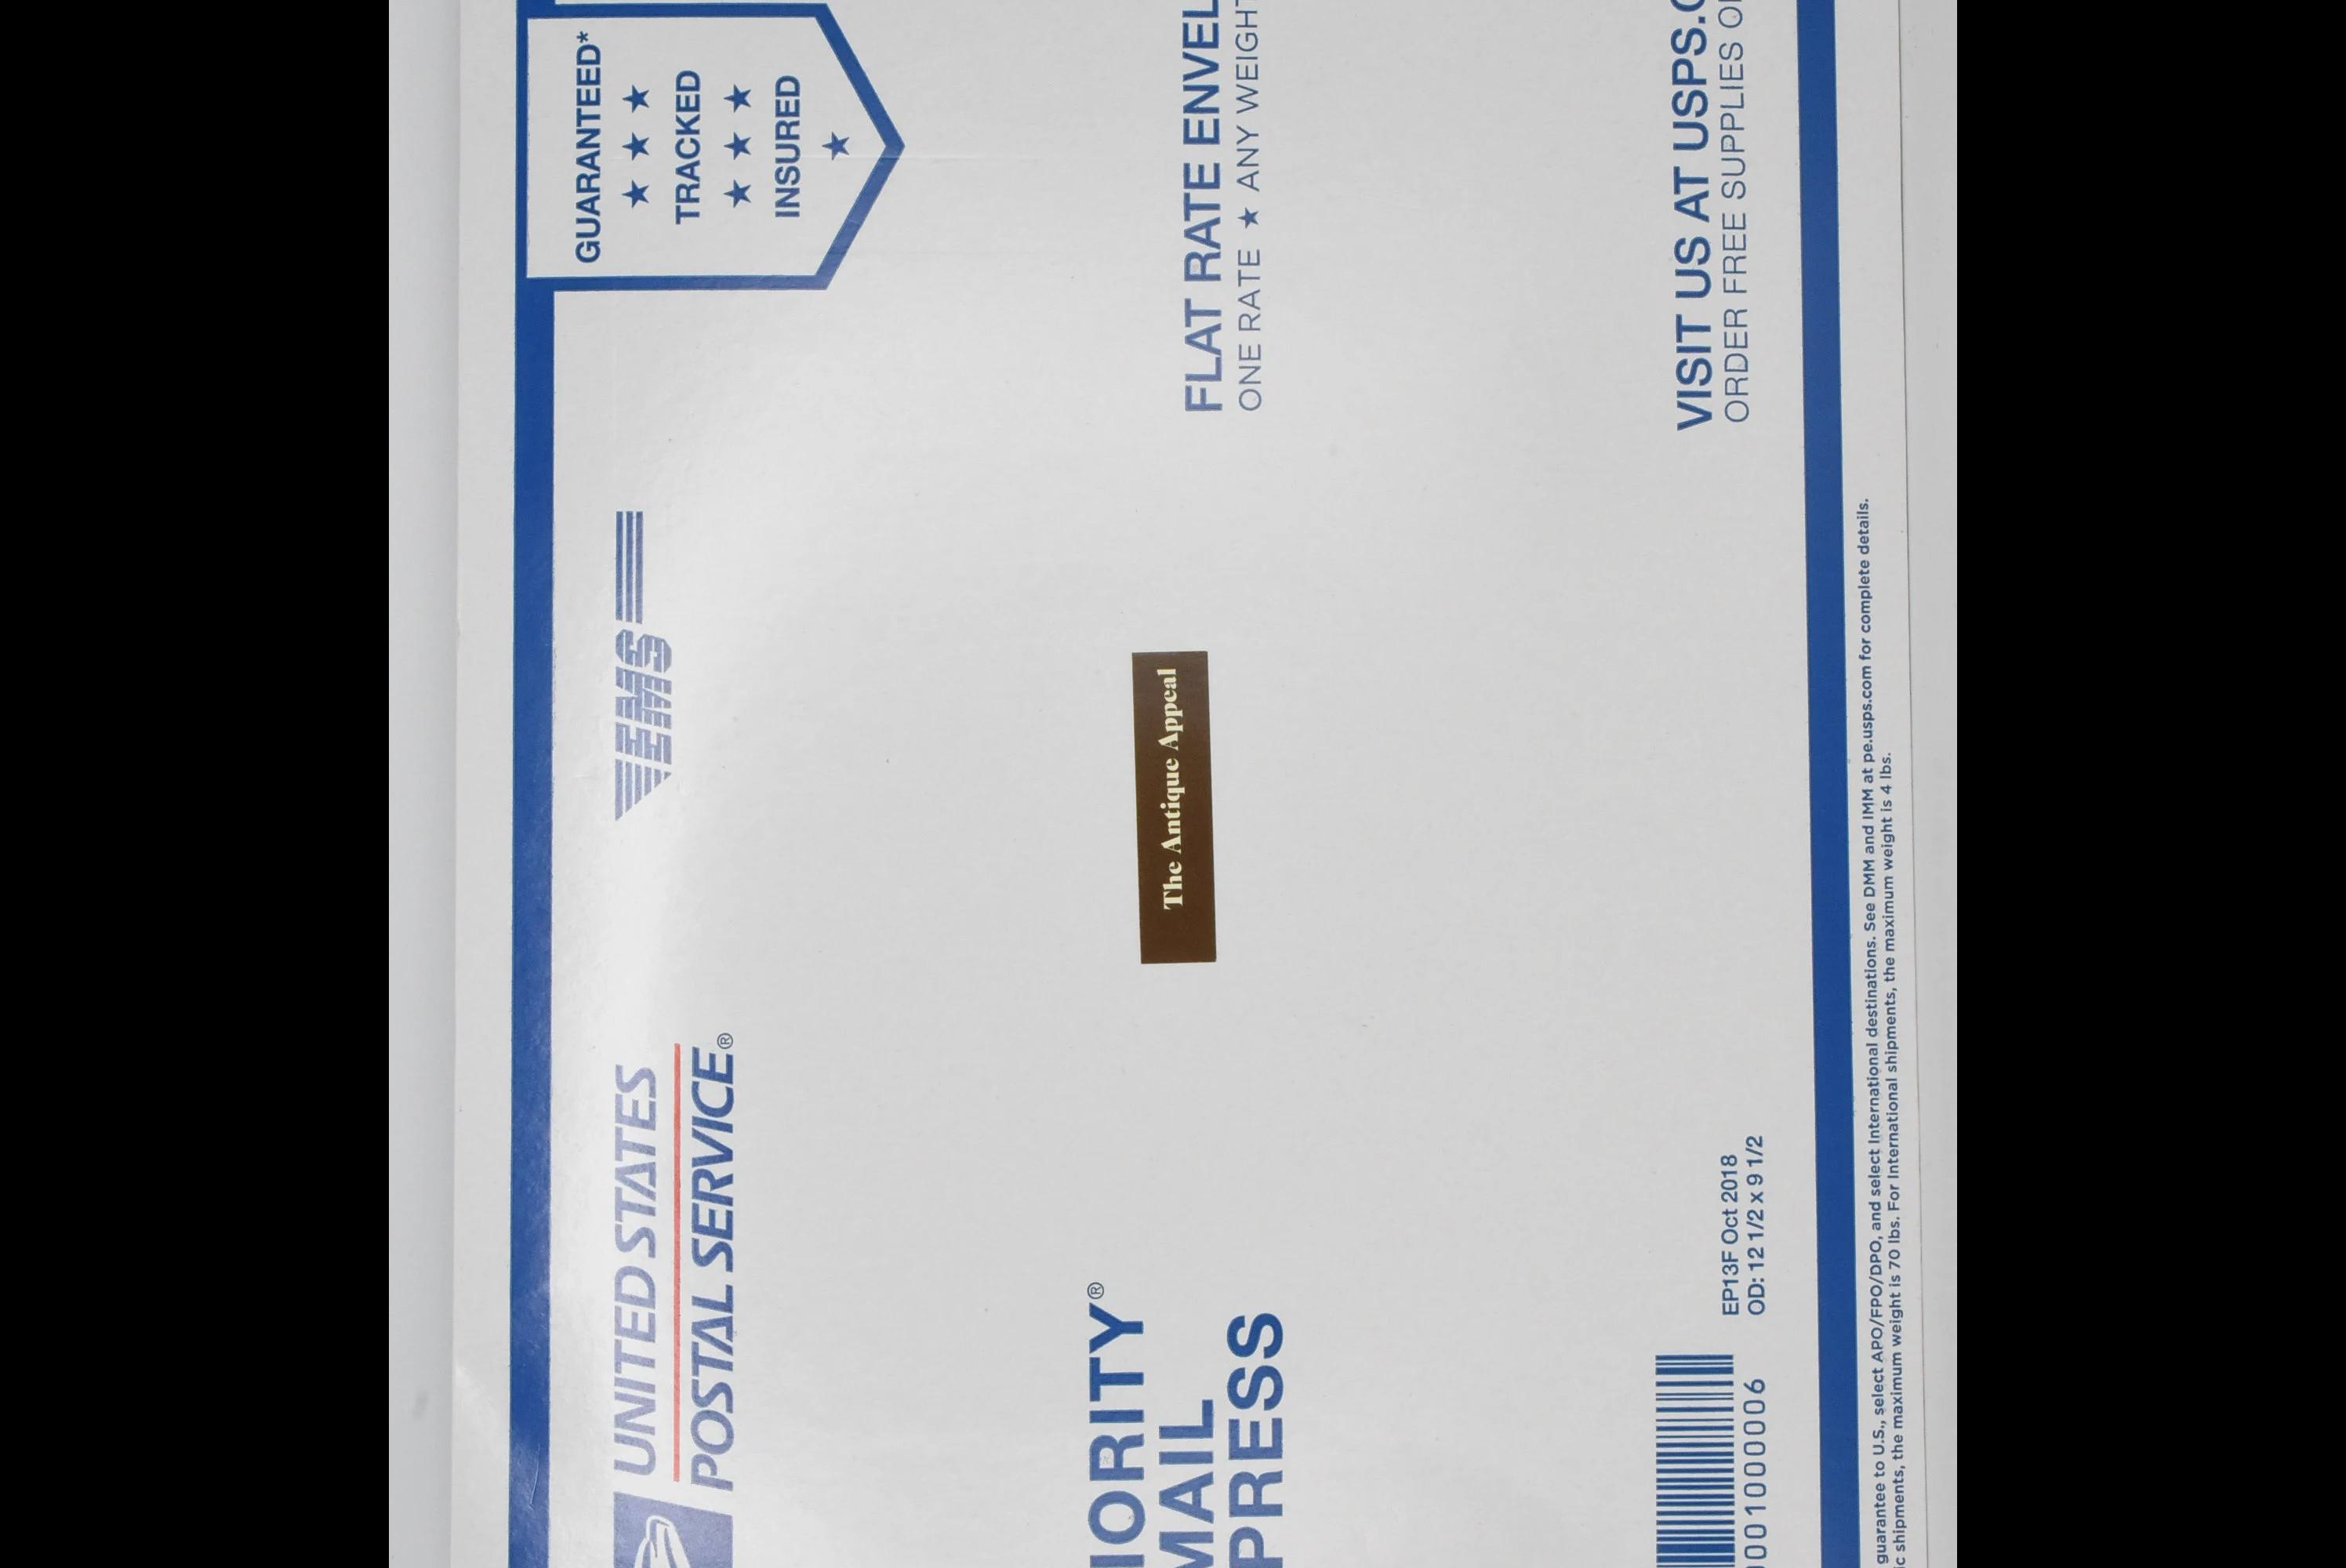 UNITED STATES
POSTAL SERVICE®
EMS
GUARANTEED*
★ ★ ★
TRACKED
★ ★ ★
INSURED
★
IORITY®
MAIL
PRESS
The Antique Appeal
FLAT RATE ENVEL
ONE RATE ★ ANY WEIGHT
EP13F Oct 2018
OD: 12 1/2 x 9 1/2
001000006
VISIT US AT USPS.C
ORDER FREE SUPPLIES O
guarantee to U.S., select APO/FPO/DPO, and select International destinations. See DMM and IMM at pe.usps.com for complete details.
ic shipments, the maximum weight is 70 lbs. For International shipments, the maximum weight is 4 lbs.